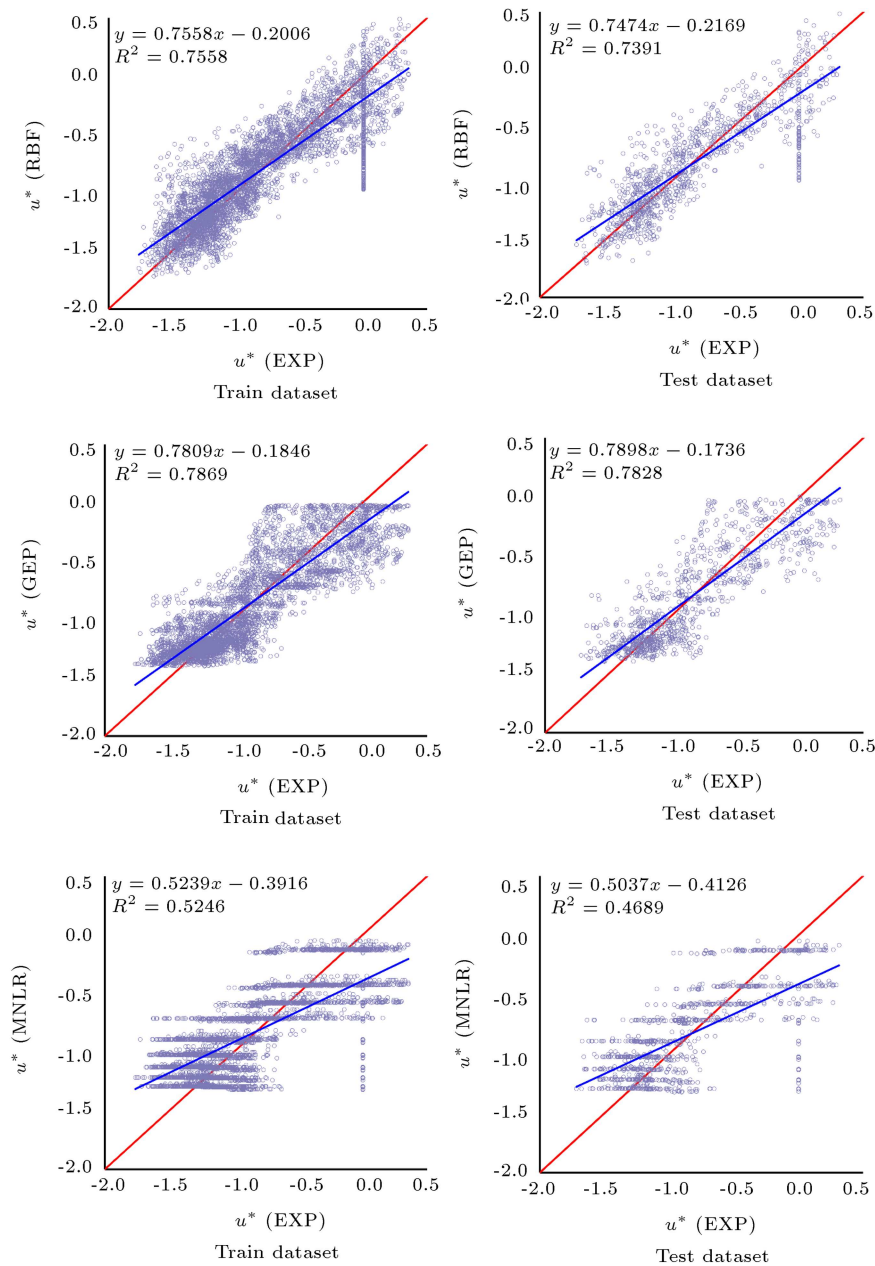 y = 0.7558x − 0.2006
R² = 0.7558
0.5
0.0
-0.5
-1.0
-1.5
-2.0
u* (RBF)
-2.0 -1.5 -1.0 -0.5 0.0 0.5
u* (EXP)
Train dataset
y = 0.7474x − 0.2169
R² = 0.7391
0.5
0.0
-0.5
-1.0
-1.5
-2.0
u* (RBF)
-2.0 -1.5 -1.0 -0.5 0.0 0.5
u* (EXP)
Test dataset
y = 0.7809x − 0.1846
R² = 0.7869
0.5
0.0
-0.5
-1.0
-1.5
-2.0
u* (GEP)
-2.0 -1.5 -1.0 -0.5 0.0 0.5
u* (EXP)
Train dataset
y = 0.7898x − 0.1736
R² = 0.7828
0.5
0.0
-0.5
-1.0
-1.5
-2.0
u* (GEP)
-2.0 -1.5 -1.0 -0.5 0.0 0.5
u* (EXP)
Test dataset
y = 0.5239x − 0.3916
R² = 0.5246
0.5
0.0
-0.5
-1.0
-1.5
-2.0
u* (MNLR)
-2.0 -1.5 -1.0 -0.5 0.0 0.5
u* (EXP)
Train dataset
y = 0.5037x − 0.4126
R² = 0.4689
0.5
0.0
-0.5
-1.0
-1.5
-2.0
u* (MNLR)
-2.0 -1.5 -1.0 -0.5 0.0 0.5
u* (EXP)
Test dataset